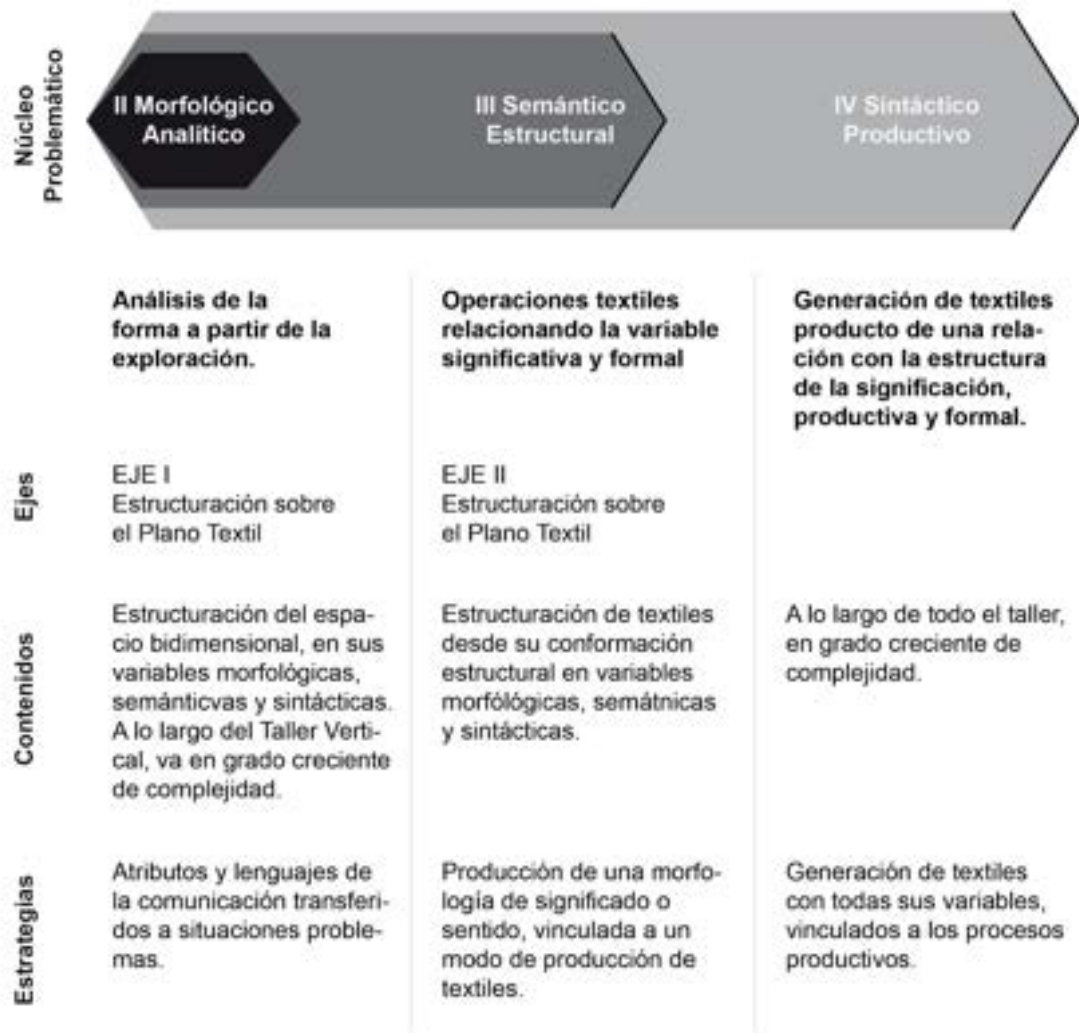 Núcleo
Problemático
II Morfológico
Analítico
III Semántico
Estructural
IV Sintáctico
Productivo
Análisis de la
forma a partir de la
exploración.
Operaciones textiles
relacionando la variable
significativa y formal
Generación de textiles
producto de una rela-
ción con la estructura
de la significación,
productiva y formal.
Ejes
EJE I
Estructuración sobre
el Plano Textil
EJE II
Estructuración sobre
el Plano Textil
Contenidos
Estructuración del espa-
cio bidimensional, en sus
variables morfológicas,
semánticvas y sintácticas.
A lo largo del Taller Verti-
cal, va en grado creciente
de complejidad.
Estructuración de textiles
desde su conformación
estructural en variables
morfólógicas, semátnicas
y sintácticas.
A lo largo de todo el taller,
en grado creciente de
complejidad.
Estrategias
Atributos y lenguajes de
la comunicación transferi-
dos a situaciones proble-
mas.
Producción de una morfo-
logía de significado o
sentido, vinculada a un
modo de producción de
textiles.
Generación de textiles
con todas sus variables,
vinculados a los procesos
productivos.